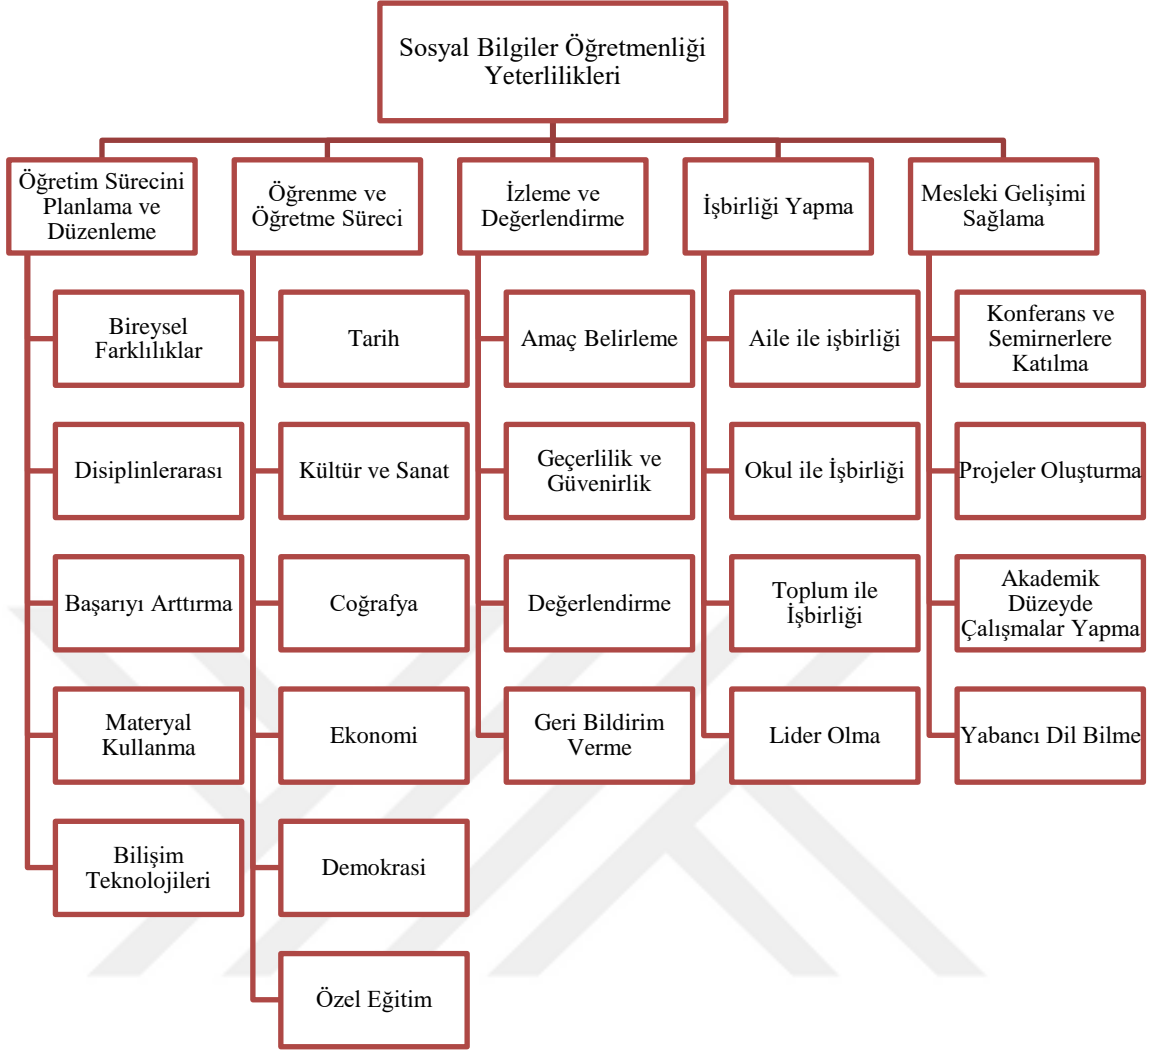 Sosyal Bilgiler Öğretmenliği
Yeterlilikleri
Öğretim Sürecini
Planlama ve
Düzenleme
Bireysel
Farklılıklar
Disiplinlerarası
Başarıyı Arttırma
Materyal
Kullanma
Bilişim
Teknolojileri
Öğrenme ve
Öğretme Süreci
Tarih
Kültür ve Sanat
Coğrafya
Ekonomi
Demokrasi
Özel Eğitim
İzleme ve
Değerlendirme
Amaç Belirleme
Geçerlilik ve
Güvenirlik
Değerlendirme
Geri Bildirim
Verme
İşbirliği Yapma
Aile ile işbirliği
Okul ile İşbirliği
Toplum ile
İşbirliği
Lider Olma
Mesleki Gelişimi
Sağlama
Konferans ve
Semirnerlere
Katılma
Projeler Oluşturma
Akademik
Düzeyde
Çalışmalar Yapma
Yabancı Dil Bilme